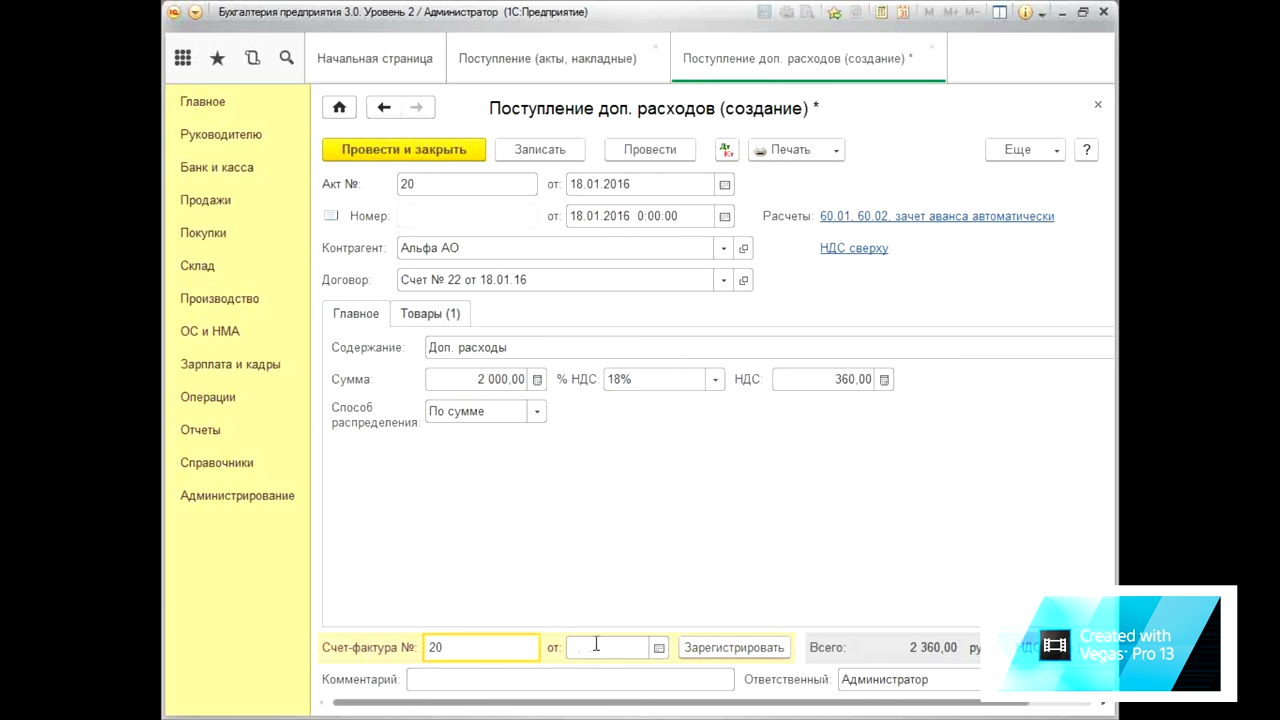 Бухгалтерия предприятия 3.0. Уровень 2 / Администратор (1С:Предприятие)
M M+ M−
Начальная страница
Поступление (акты, накладные)
Поступление доп. расходов (создание) *
Главное
Руководителю
Банк и касса
Продажи
Покупки
Склад
Производство
ОС и НМА
Зарплата и кадры
Операции
Отчеты
Справочники
Администрирование
Поступление доп. расходов (создание) *
Провести и закрыть
Записать
Провести
Дт Кт
Печать
Еще
?
Акт №: 20 от: 18.01.2016
Номер: от: 18.01.2016 0:00:00 Расчеты: 60.01, 60.02, зачет аванса автоматически
Контрагент: Альфа АО НДС сверху
Договор: Счет № 22 от 18.01.16
Главное Товары (1)
Содержание: Доп. расходы
Сумма: 2 000,00 % НДС: 18% НДС: 360,00
Способ
распределения: По сумме
Счет-фактура №: 20 от: Зарегистрировать Всего: 2 360,00 ру
Комментарий: Ответственный: Администратор
Created with
Vegas Pro 13